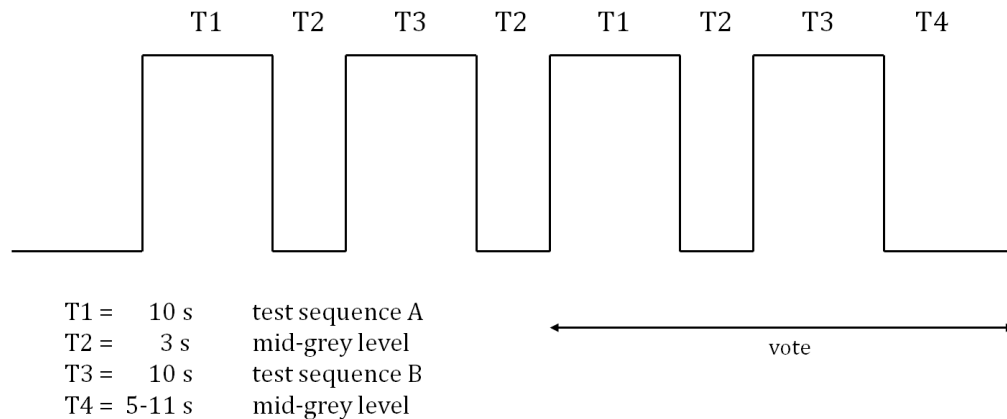 T1 T2 T3 T2 T1 T2 T3 T4
T1 = 10 s test sequence A
T2 = 3 s mid-grey level
vote
T3 = 10 s test sequence B
T4 = 5-11 s mid-grey level